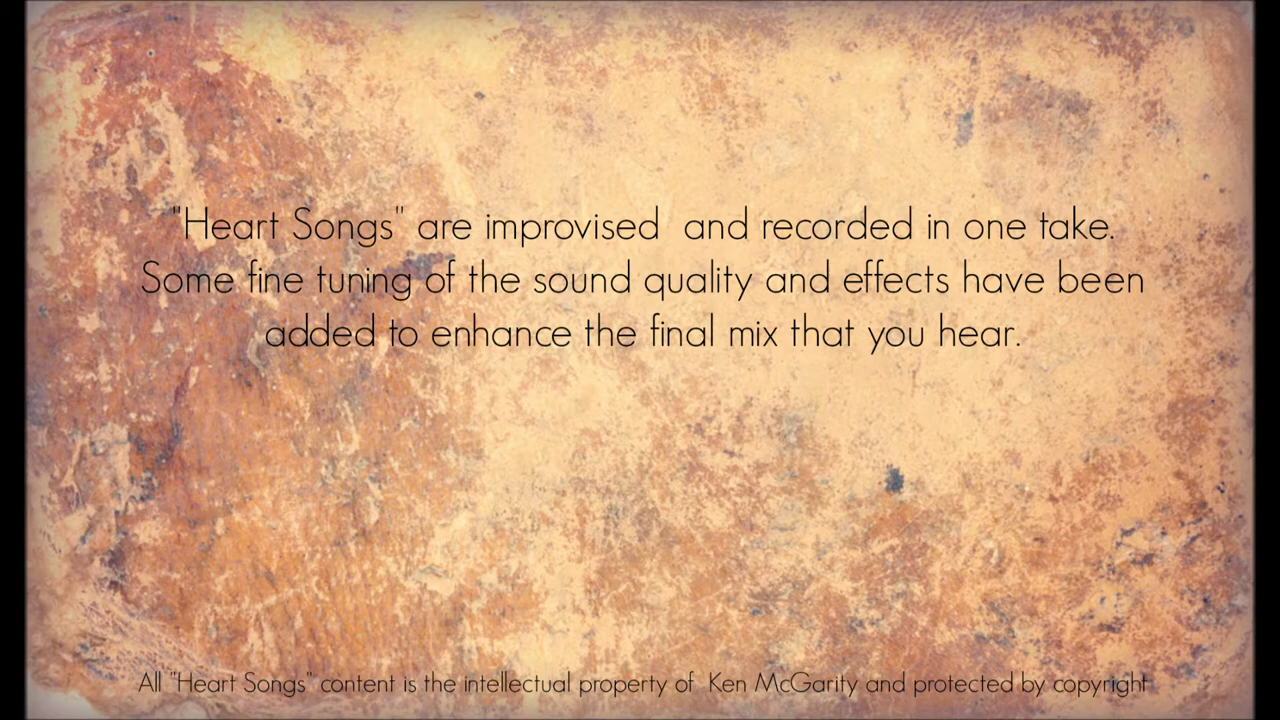 "Heart Songs" are improvised  and recorded in one take.
Some fine tuning of the sound quality and effects have been
added to enhance the final mix that you hear.
All "Heart Songs" content is the intellectual property of  Ken McGarity and protected by copyright